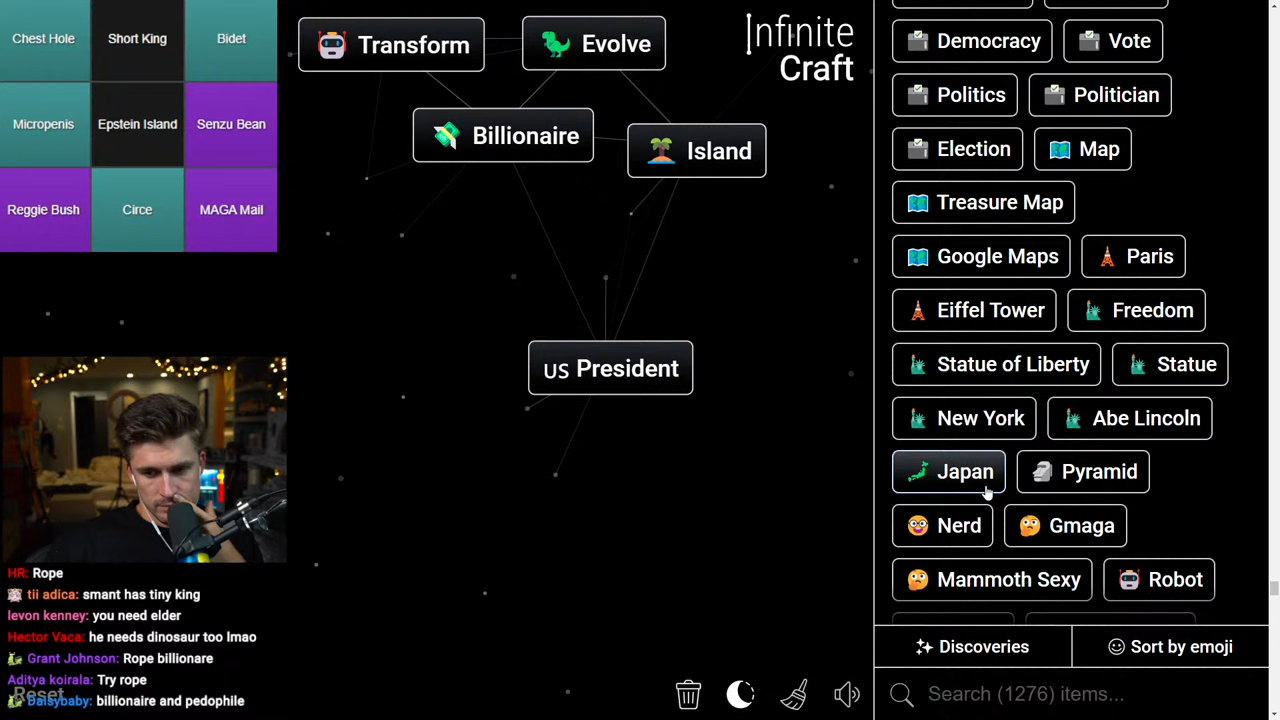 Chest Hole
Short King
Bidet
Micropenis
Epstein Island
Senzu Bean
Reggie Bush
Circe
MAGA Mail
Transform
Evolve
Billionaire
Island
US President
Infinite
Craft
Democracy
Vote
Politics
Politician
Election
Map
Treasure Map
Google Maps
Paris
Eiffel Tower
Freedom
Statue of Liberty
Statue
New York
Abe Lincoln
Japan
Pyramid
Nerd
Gmaga
Mammoth Sexy
Robot
Discoveries
Sort by emoji
Search (1276) items...
HR: Rope
tii adica: smant has tiny king
levon kenney: you need elder
Hector Vaca: he needs dinosaur too lmao
Grant Johnson: Rope billionare
Aditya koirala: Try rope
Reset
Daisybaby: billionaire and pedophile